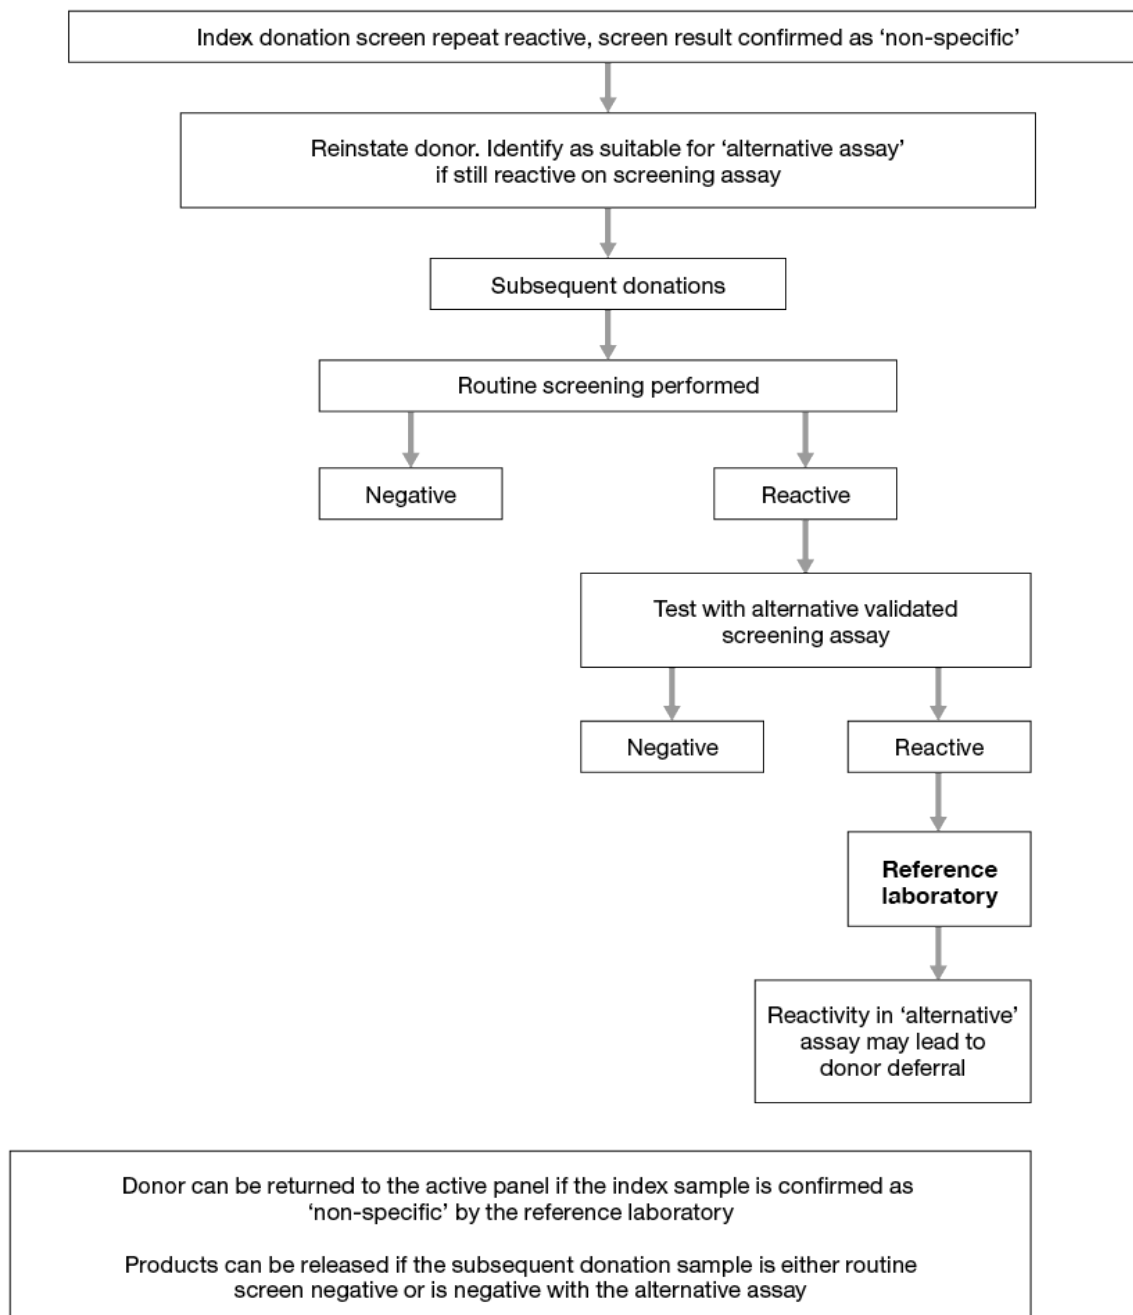 Index donation screen repeat reactive, screen result confirmed as ‘non-specific’
Reinstate donor. Identify as suitable for ‘alternative assay’
if still reactive on screening assay
Subsequent donations
Routine screening performed
Negative
Reactive
Test with alternative validated
screening assay
Negative
Reactive
Reference
laboratory
Reactivity in ‘alternative’
assay may lead to
donor deferral
Donor can be returned to the active panel if the index sample is confirmed as
‘non-specific’ by the reference laboratory
Products can be released if the subsequent donation sample is either routine
screen negative or is negative with the alternative assay